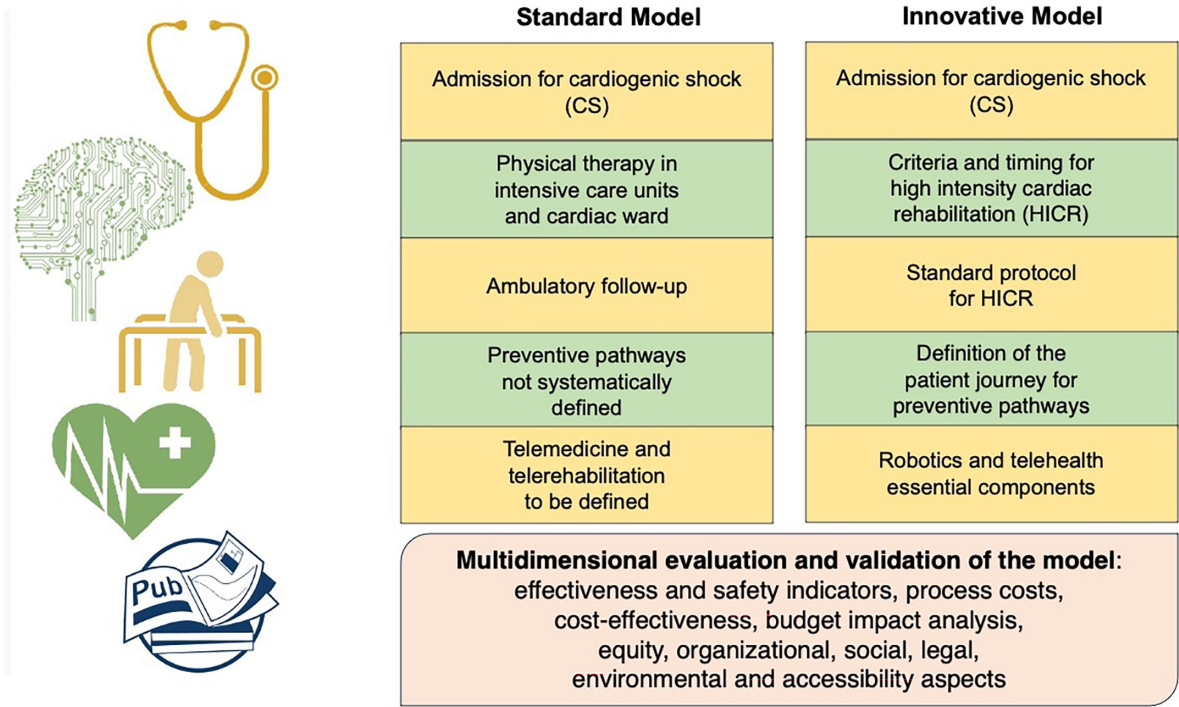 Standard Model
Innovative Model
Admission for cardiogenic shock
(CS)
Admission for cardiogenic shock
(CS)
Physical therapy in
intensive care units
and cardiac ward
Criteria and timing for
high intensity cardiac
rehabilitation (HICR)
Ambulatory follow-up
Standard protocol
for HICR
Preventive pathways
not systematically
defined
Definition of the
patient journey for
preventive pathways
Telemedicine and
telerehabilitation
to be defined
Robotics and telehealth
essential components
Pub
Multidimensional evaluation and validation of the model:
effectiveness and safety indicators, process costs,
cost-effectiveness, budget impact analysis,
equity, organizational, social, legal,
environmental and accessibility aspects